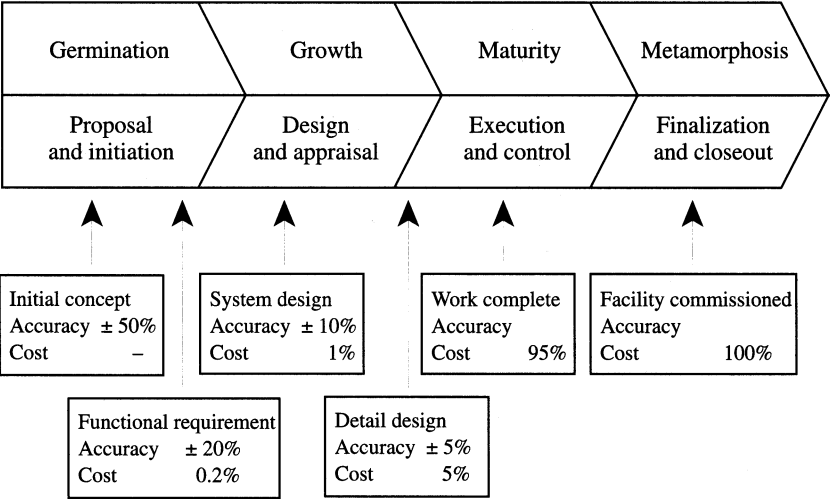 Germination
Growth
Maturity
Metamorphosis
Proposal
and initiation
Design
and appraisal
Execution
and control
Finalization
and closeout
Initial concept
Accuracy ± 50%
Cost –
System design
Accuracy ± 10%
Cost 1%
Work complete
Accuracy
Cost 95%
Facility commissioned
Accuracy
Cost 100%
Functional requirement
Accuracy ± 20%
Cost 0.2%
Detail design
Accuracy ± 5%
Cost 5%